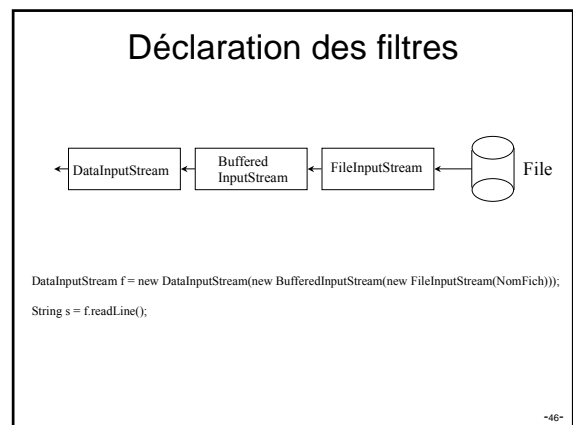 Déclaration des filtres
DataInputStream
Buffered
InputStream
FileInputStream
File
DataInputStream f = new DataInputStream(new BufferedInputStream(new FileInputStream(NomFich)));
String s = f.readLine();
-46-